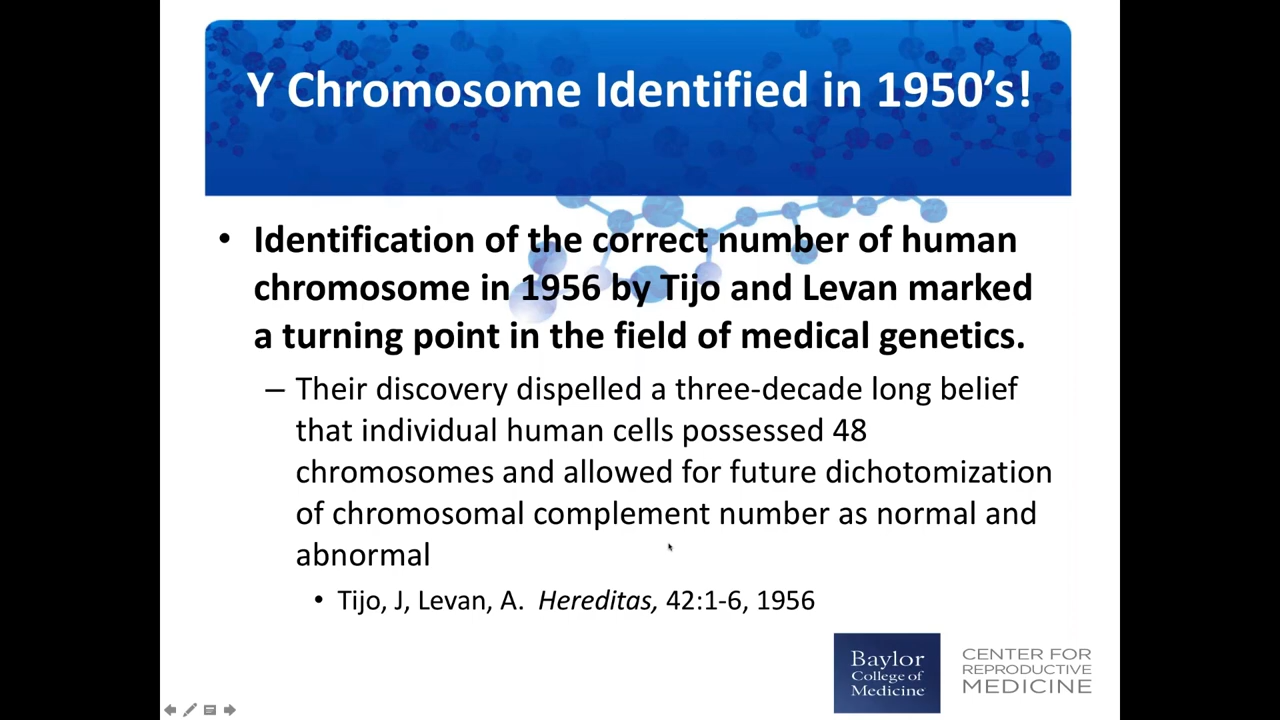 Y Chromosome Identified in 1950's!
• Identification of the correct number of human
chromosome in 1956 by Tijo and Levan marked
a turning point in the field of medical genetics.
– Their discovery dispelled a three-decade long belief
that individual human cells possessed 48
chromosomes and allowed for future dichotomization
of chromosomal complement number as normal and
abnormal
• Tijo, J, Levan, A. Hereditas, 42:1-6, 1956
Baylor
College of
Medicine
CENTER FOR
REPRODUCTIVE
MEDICINE